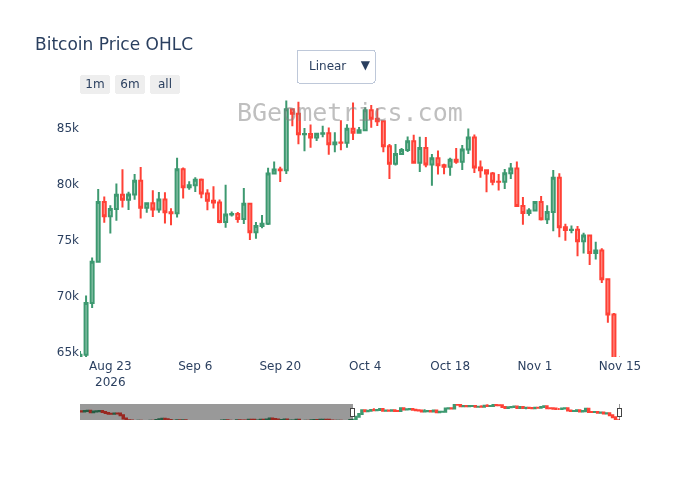 Bitcoin Price OHLC
Linear ▼
1m 6m all
BGeometrics.com
85k
80k
75k
70k
65k
Aug 23 Sep 6 Sep 20 Oct 4 Oct 18 Nov 1 Nov 15
2026